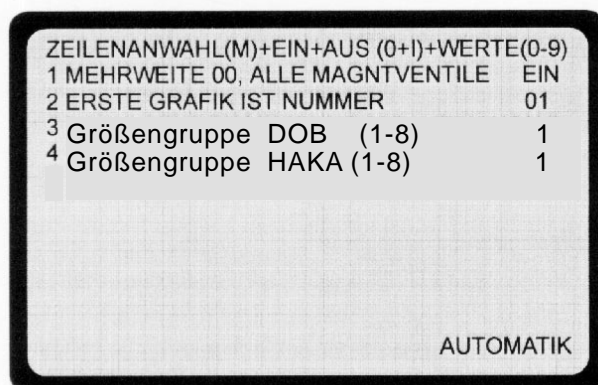 ZEILENANWAHL(M)+EIN+AUS (0+I)+WERTE(0-9)
1 MEHRWEITE 00, ALLE MAGNTVENTILE EIN
2 ERSTE GRAFIK IST NUMMER 01
3 Größengruppe DOB (1-8) 1
4 Größengruppe HAKA (1-8) 1
AUTOMATIK